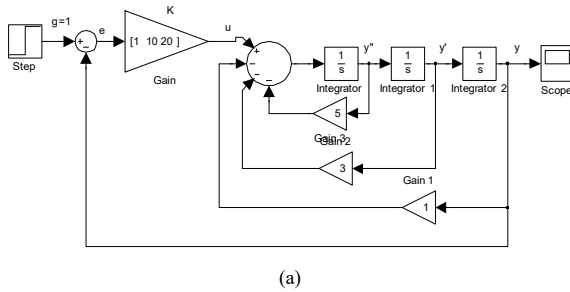 K
g=1
e
u
y''
y'
y
[1 10 20 ]
+
−
+
−
−
−
1
s
1
s
1
s
Step
Gain
Integrator
Integrator 1
Integrator 2
Scope
5
Gain 3
Gain 2
3
Gain 1
1
(a)